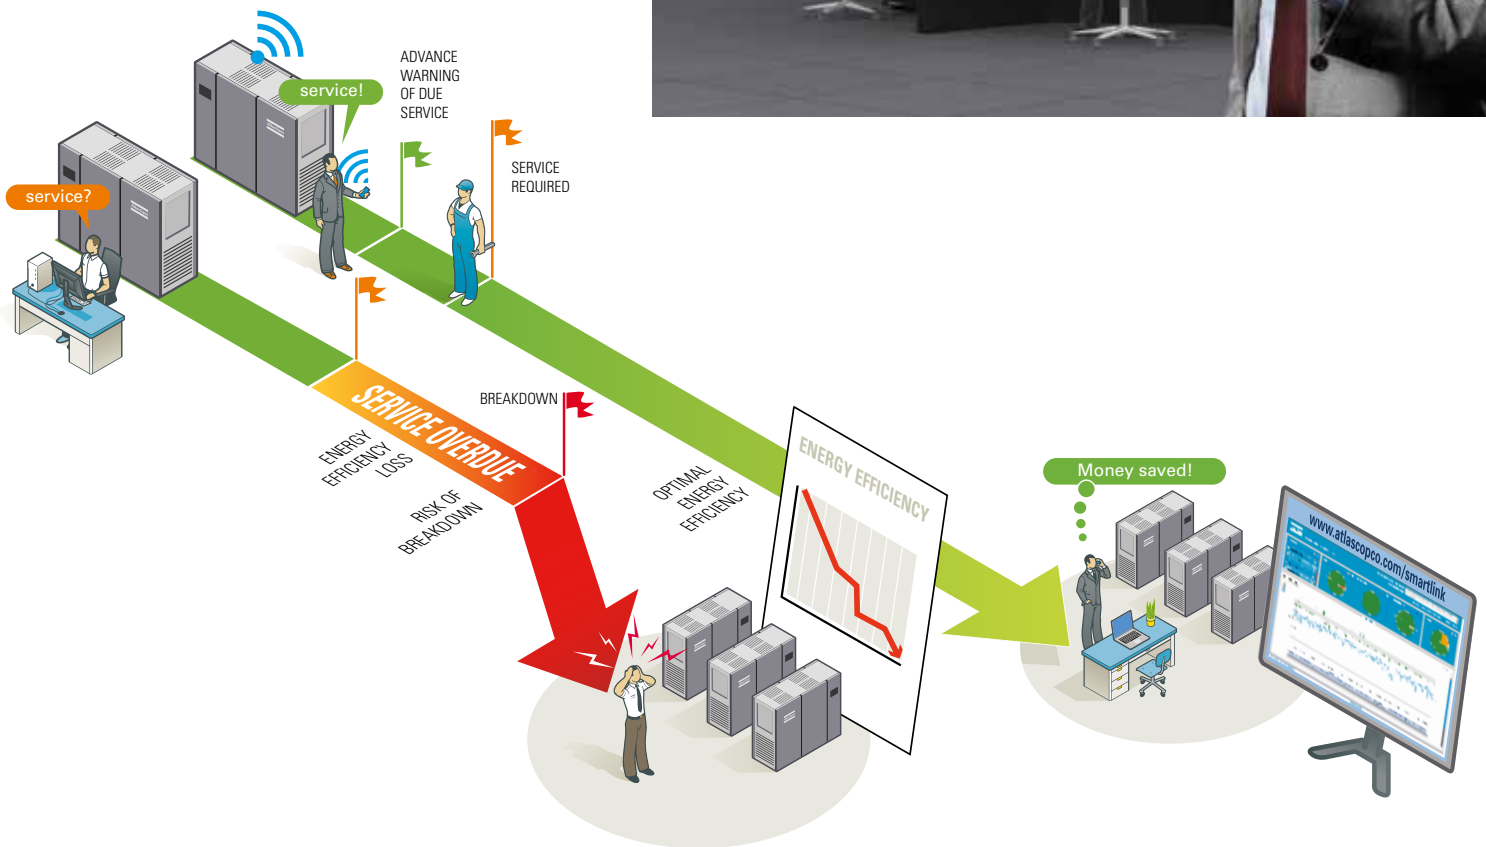 ADVANCE
WARNING
OF DUE
SERVICE
service!
SERVICE
REQUIRED
service?
SERVICE OVERDUE
BREAKDOWN
ENERGY
EFFICIENCY
LOSS
RISK OF
BREAKDOWN
OPTIMAL
ENERGY
EFFICIENCY
ENERGY EFFICIENCY
Money saved!
www.atlascopco.com/smartlink